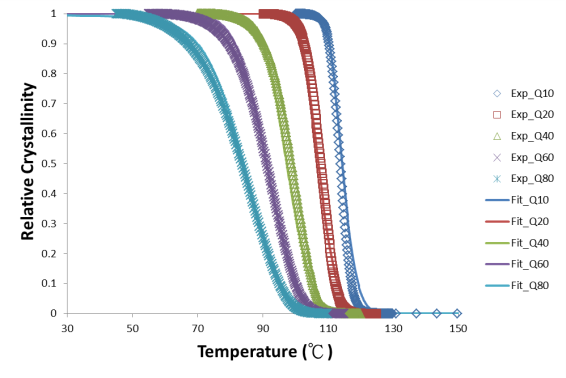 1
0.9
0.8
0.7
0.6
0.5
0.4
0.3
0.2
0.1
0
Relative Crystallinity
30 50 70 90 110 130 150
Temperature (℃)
Exp_Q10
Exp_Q20
Exp_Q40
Exp_Q60
Exp_Q80
Fit_Q10
Fit_Q20
Fit_Q40
Fit_Q60
Fit_Q80